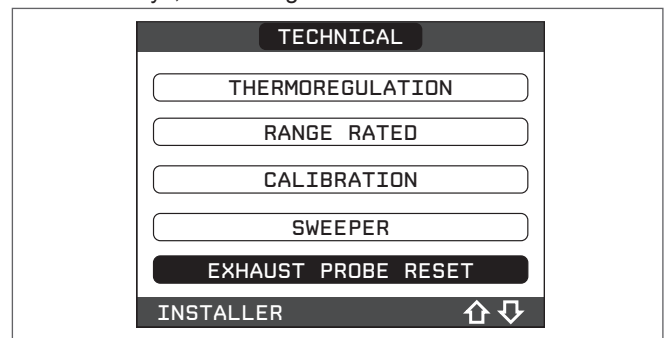 TECHNICAL
THERMOREGULATION
RANGE RATED
CALIBRATION
SWEEPER
EXHAUST PROBE RESET
INSTALLER